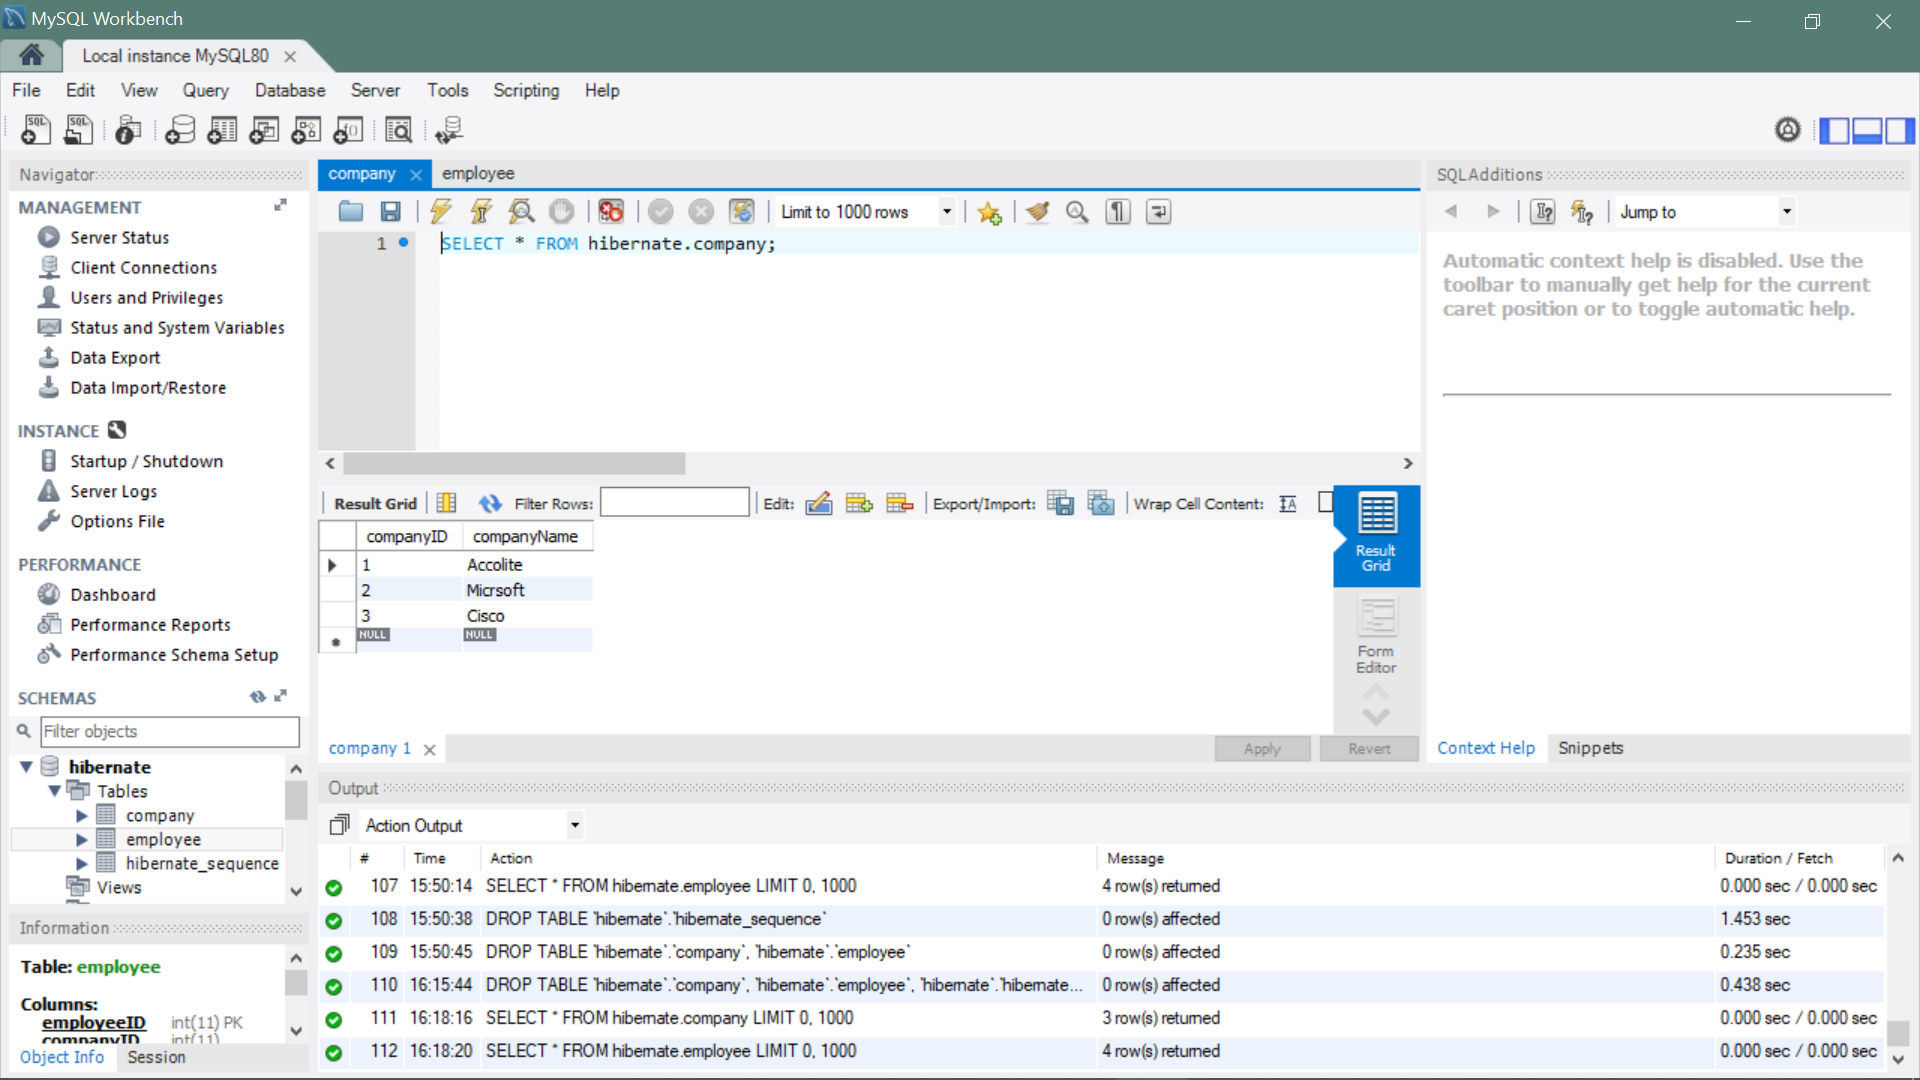 MySQL Workbench
Local instance MySQL80
File Edit View Query Database Server Tools Scripting Help
Navigator
MANAGEMENT
Server Status
Client Connections
Users and Privileges
Status and System Variables
Data Export
Data Import/Restore
INSTANCE
Startup / Shutdown
Server Logs
Options File
PERFORMANCE
Dashboard
Performance Reports
Performance Schema Setup
SCHEMAS
Filter objects
hibernate
Tables
company
employee
hibernate_sequence
Views
Information
Table: employee
Columns:
employeeID int(11) PK
companyID int(11)
Object Info Session
company employee
Limit to 1000 rows
1 SELECT * FROM hibernate.company;
Result Grid Filter Rows: Edit: Export/Import: Wrap Cell Content:
companyID companyName
1 Accolite
2 Micrsoft
3 Cisco
NULL NULL
Result
Grid
Form
Editor
company 1 Apply Revert
SQLAdditions
Jump to
Automatic context help is disabled. Use the
toolbar to manually get help for the current
caret position or to toggle automatic help.
Context Help Snippets
Output
Action Output
# Time Action Message Duration / Fetch
107 15:50:14 SELECT * FROM hibernate.employee LIMIT 0, 1000 4 row(s) returned 0.000 sec / 0.000 sec
108 15:50:38 DROP TABLE `hibernate`.`hibernate_sequence` 0 row(s) affected 1.453 sec
109 15:50:45 DROP TABLE `hibernate`.`company`, `hibernate`.`employee` 0 row(s) affected 0.235 sec
110 16:15:44 DROP TABLE `hibernate`.`company`, `hibernate`.`employee`, `hibernate`.`hibernate... 0 row(s) affected 0.438 sec
111 16:18:16 SELECT * FROM hibernate.company LIMIT 0, 1000 3 row(s) returned 0.000 sec / 0.000 sec
112 16:18:20 SELECT * FROM hibernate.employee LIMIT 0, 1000 4 row(s) returned 0.000 sec / 0.000 sec